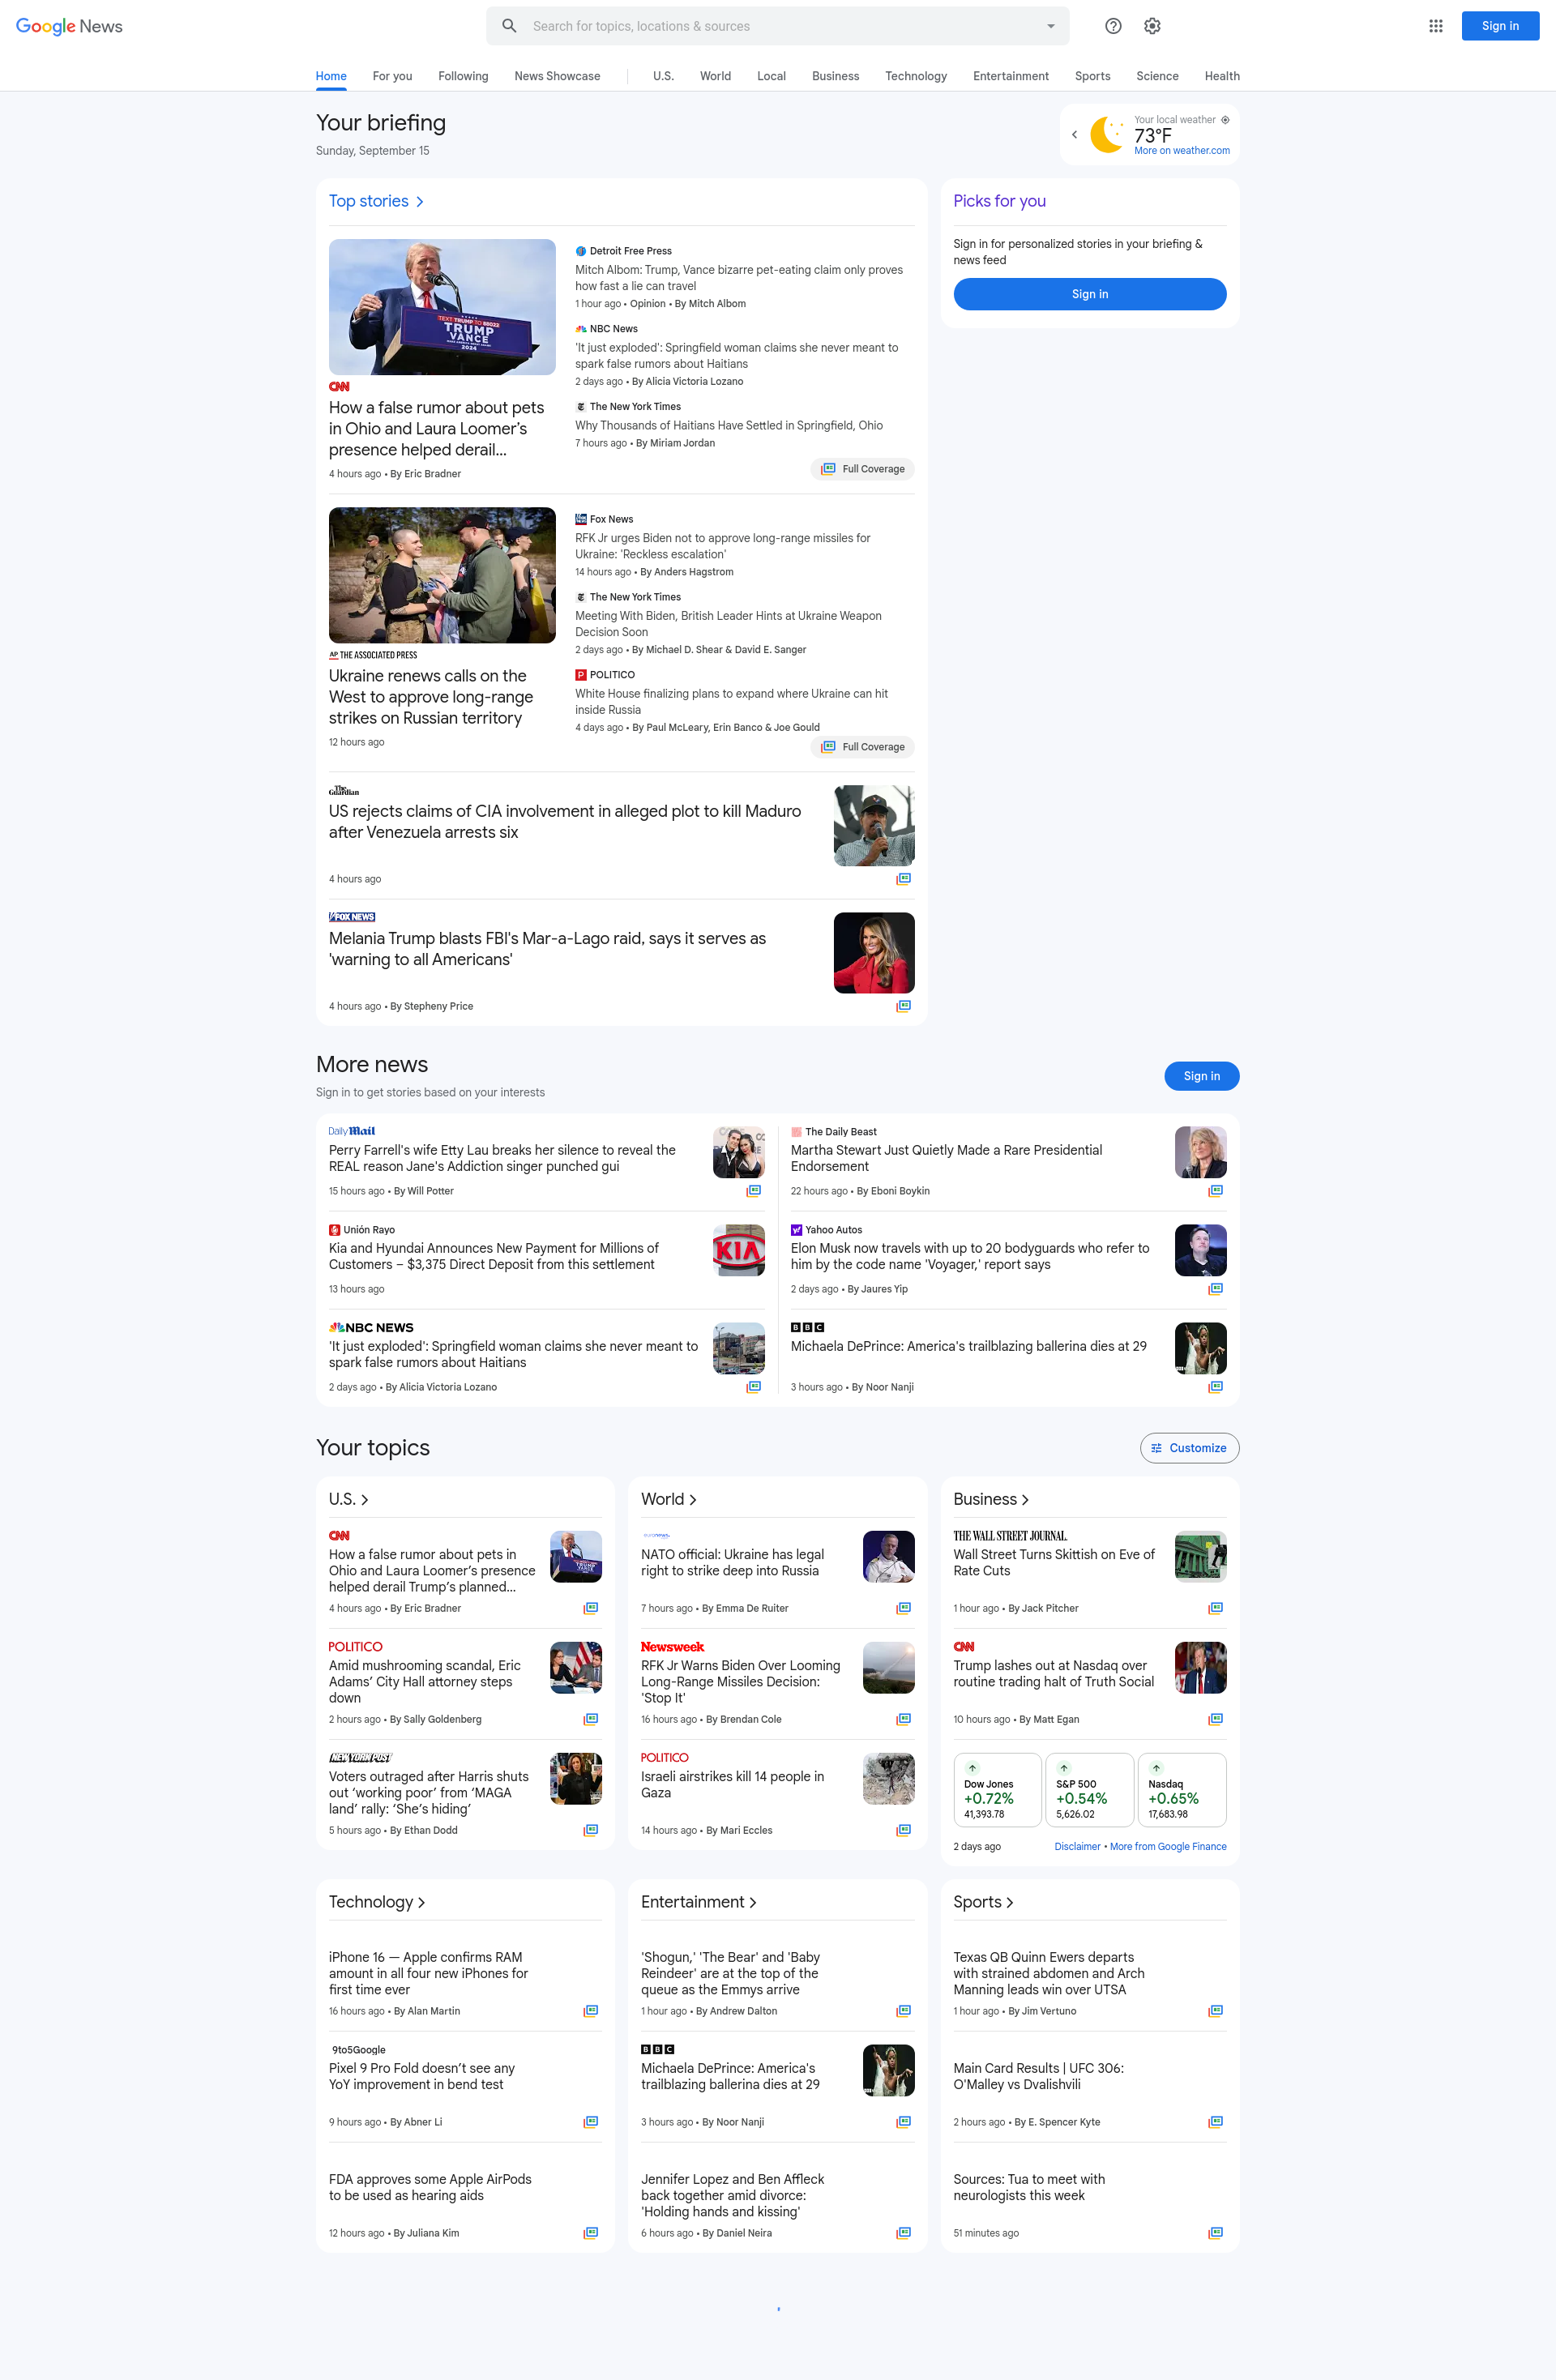 Google News
Search for topics, locations & sources
Sign in
Home
For you
Following
News Showcase
U.S.
World
Local
Business
Technology
Entertainment
Sports
Science
Health
Your briefing
Sunday, September 15
Your local weather
73°F
More on weather.com
Top stories
TEXT TRUMP TO 88022
TRUMP
VANCE
2024
CNN
How a false rumor about pets
in Ohio and Laura Loomer’s
presence helped derail...
4 hours ago • By Eric Bradner
Detroit Free Press
Mitch Albom: Trump, Vance bizarre pet-eating claim only proves
how fast a lie can travel
1 hour ago • Opinion • By Mitch Albom
NBC News
'It just exploded': Springfield woman claims she never meant to
spark false rumors about Haitians
2 days ago • By Alicia Victoria Lozano
The New York Times
Why Thousands of Haitians Have Settled in Springfield, Ohio
7 hours ago • By Miriam Jordan
Full Coverage
Picks for you
Sign in for personalized stories in your briefing &
news feed
Sign in
AP THE ASSOCIATED PRESS
Ukraine renews calls on the
West to approve long-range
strikes on Russian territory
12 hours ago
Fox News
RFK Jr urges Biden not to approve long-range missiles for
Ukraine: 'Reckless escalation'
14 hours ago • By Anders Hagstrom
The New York Times
Meeting With Biden, British Leader Hints at Ukraine Weapon
Decision Soon
2 days ago • By Michael D. Shear & David E. Sanger
POLITICO
White House finalizing plans to expand where Ukraine can hit
inside Russia
4 days ago • By Paul McLeary, Erin Banco & Joe Gould
Full Coverage
The
Guardian
US rejects claims of CIA involvement in alleged plot to kill Maduro
after Venezuela arrests six
4 hours ago
FOX NEWS
Melania Trump blasts FBI's Mar-a-Lago raid, says it serves as
'warning to all Americans'
4 hours ago • By Stepheny Price
More news
Sign in to get stories based on your interests
Sign in
Daily Mail
Perry Farrell's wife Etty Lau breaks her silence to reveal the
REAL reason Jane's Addiction singer punched gui
15 hours ago • By Will Potter
The Daily Beast
Martha Stewart Just Quietly Made a Rare Presidential
Endorsement
22 hours ago • By Eboni Boykin
Unión Rayo
Kia and Hyundai Announces New Payment for Millions of
Customers – $3,375 Direct Deposit from this settlement
13 hours ago
KIA
Yahoo Autos
Elon Musk now travels with up to 20 bodyguards who refer to
him by the code name 'Voyager,' report says
2 days ago • By Jaures Yip
NBC NEWS
'It just exploded': Springfield woman claims she never meant to
spark false rumors about Haitians
2 days ago • By Alicia Victoria Lozano
BBC
Michaela DePrince: America's trailblazing ballerina dies at 29
3 hours ago • By Noor Nanji
Your topics
Customize
U.S.
CNN
How a false rumor about pets in
Ohio and Laura Loomer’s presence
helped derail Trump’s planned...
4 hours ago • By Eric Bradner
POLITICO
Amid mushrooming scandal, Eric
Adams’ City Hall attorney steps
down
2 hours ago • By Sally Goldenberg
NEW YORK POST
Voters outraged after Harris shuts
out ‘working poor’ from ‘MAGA
land’ rally: ‘She’s hiding’
5 hours ago • By Ethan Dodd
World
euronews.
NATO official: Ukraine has legal
right to strike deep into Russia
7 hours ago • By Emma De Ruiter
Newsweek
RFK Jr Warns Biden Over Looming
Long-Range Missiles Decision:
'Stop It'
16 hours ago • By Brendan Cole
POLITICO
Israeli airstrikes kill 14 people in
Gaza
14 hours ago • By Mari Eccles
Business
THE WALL STREET JOURNAL.
Wall Street Turns Skittish on Eve of
Rate Cuts
1 hour ago • By Jack Pitcher
CNN
Trump lashes out at Nasdaq over
routine trading halt of Truth Social
10 hours ago • By Matt Egan
Dow Jones
+0.72%
41,393.78
S&P 500
+0.54%
5,626.02
Nasdaq
+0.65%
17,683.98
2 days ago
Disclaimer • More from Google Finance
Technology
iPhone 16 — Apple confirms RAM
amount in all four new iPhones for
first time ever
16 hours ago • By Alan Martin
9to5Google
Pixel 9 Pro Fold doesn’t see any
YoY improvement in bend test
9 hours ago • By Abner Li
FDA approves some Apple AirPods
to be used as hearing aids
12 hours ago • By Juliana Kim
Entertainment
'Shogun,' 'The Bear' and 'Baby
Reindeer' are at the top of the
queue as the Emmys arrive
1 hour ago • By Andrew Dalton
BBC
Michaela DePrince: America's
trailblazing ballerina dies at 29
3 hours ago • By Noor Nanji
Jennifer Lopez and Ben Affleck
back together amid divorce:
'Holding hands and kissing'
6 hours ago • By Daniel Neira
Sports
Texas QB Quinn Ewers departs
with strained abdomen and Arch
Manning leads win over UTSA
1 hour ago • By Jim Vertuno
Main Card Results | UFC 306:
O'Malley vs Dvalishvili
2 hours ago • By E. Spencer Kyte
Sources: Tua to meet with
neurologists this week
51 minutes ago